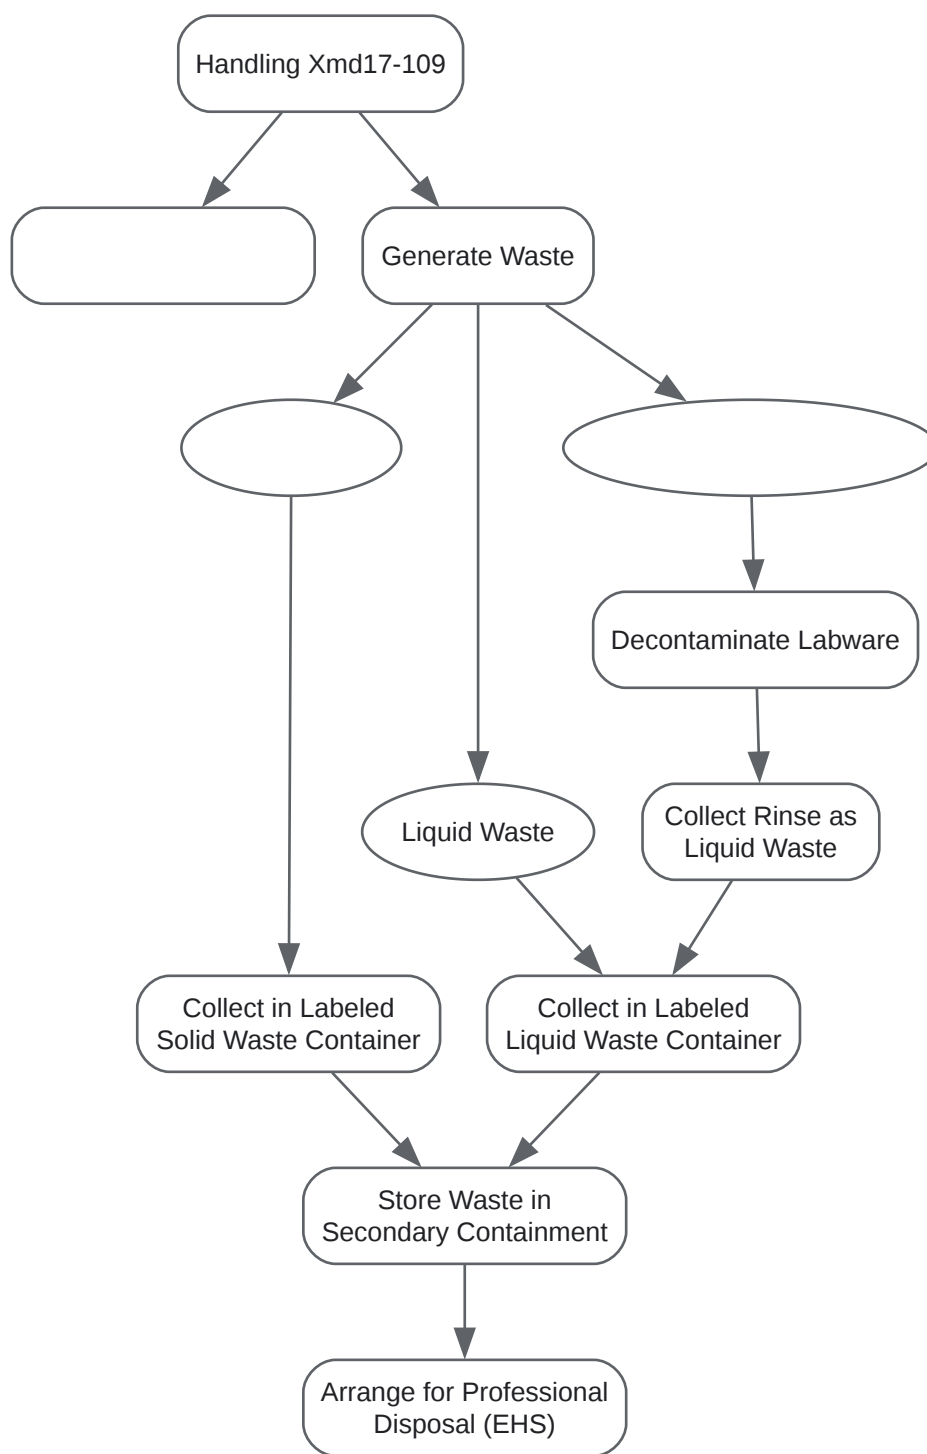 Handling Xmd17-109
Generate Waste
Decontaminate Labware
Liquid Waste
Collect Rinse as
Liquid Waste
Collect in Labeled
Solid Waste Container
Collect in Labeled
Liquid Waste Container
Store Waste in
Secondary Containment
Arrange for Professional
Disposal (EHS)